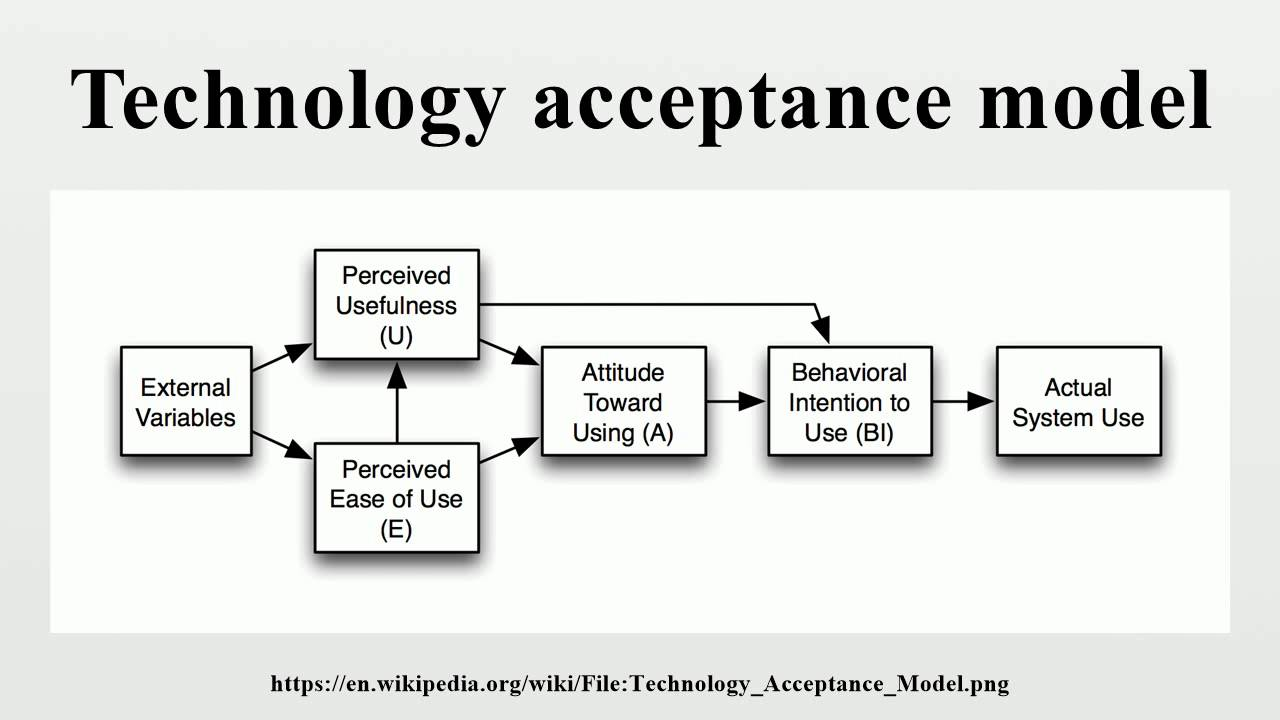 Technology acceptance model
Perceived
Usefulness
(U)
External
Variables
Perceived
Ease of Use
(E)
Attitude
Toward
Using (A)
Behavioral
Intention to
Use (BI)
Actual
System Use
https://en.wikipedia.org/wiki/File:Technology_Acceptance_Model.png